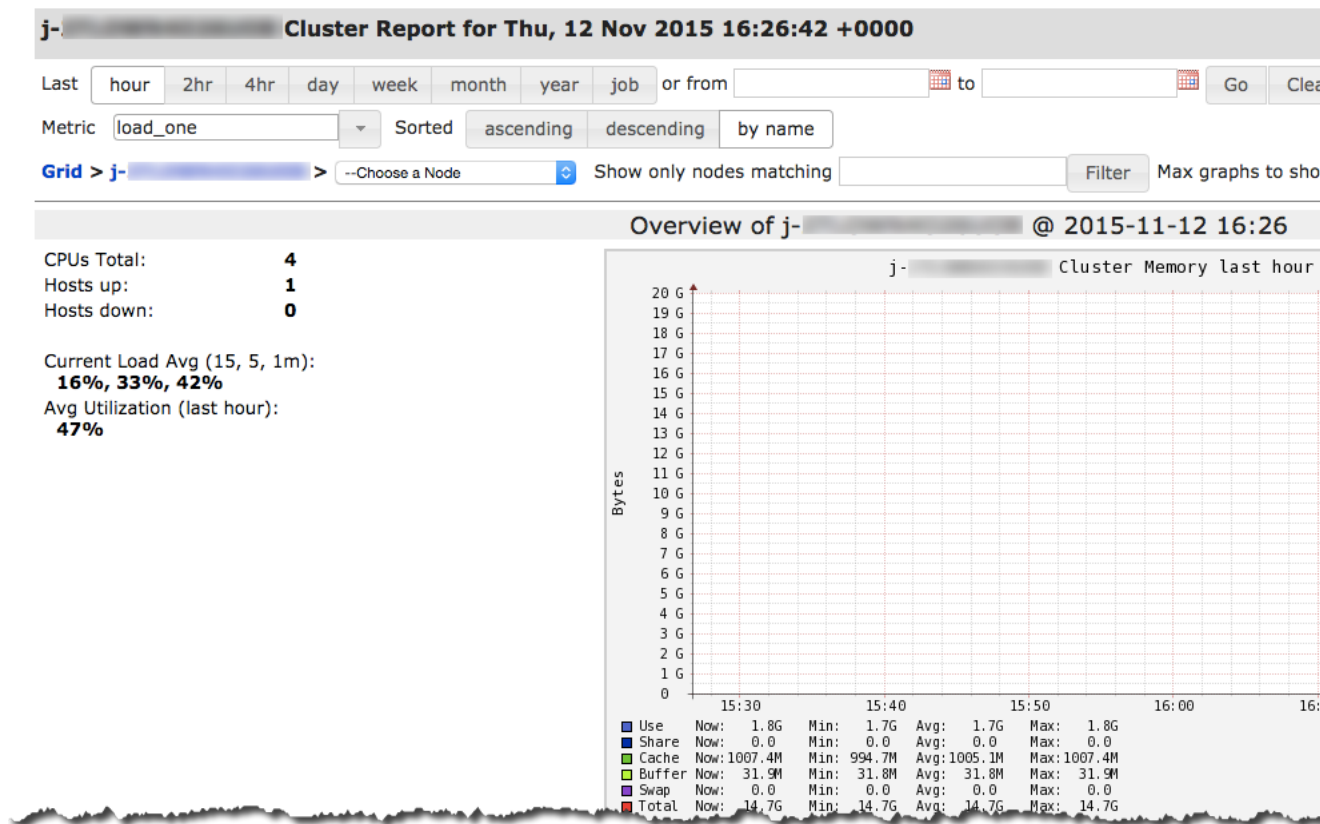 j- Cluster Report for Thu, 12 Nov 2015 16:26:42 +0000
Last hour 2hr 4hr day week month year job or from to Go Clea
Metric load_one Sorted ascending descending by name
Grid > j- > --Choose a Node Show only nodes matching Filter Max graphs to sho
Overview of j- @ 2015-11-12 16:26
CPUs Total: 4
Hosts up: 1
Hosts down: 0
Current Load Avg (15, 5, 1m):
16%, 33%, 42%
Avg Utilization (last hour):
47%
j- Cluster Memory last hour
Bytes
20 G
19 G
18 G
17 G
16 G
15 G
14 G
13 G
12 G
11 G
10 G
9 G
8 G
7 G
6 G
5 G
4 G
3 G
2 G
1 G
0
15:30 15:40 15:50 16:00 16:
Use Now: 1.8G Min: 1.7G Avg: 1.7G Max: 1.8G
Share Now: 0.0 Min: 0.0 Avg: 0.0 Max: 0.0
Cache Now:1007.4M Min: 994.7M Avg:1005.1M Max:1007.4M
Buffer Now: 31.9M Min: 31.8M Avg: 31.8M Max: 31.9M
Swap Now: 0.0 Min: 0.0 Avg: 0.0 Max: 0.0
Total Now: 14.7G Min: 14.7G Avg: 14.7G Max: 14.7G